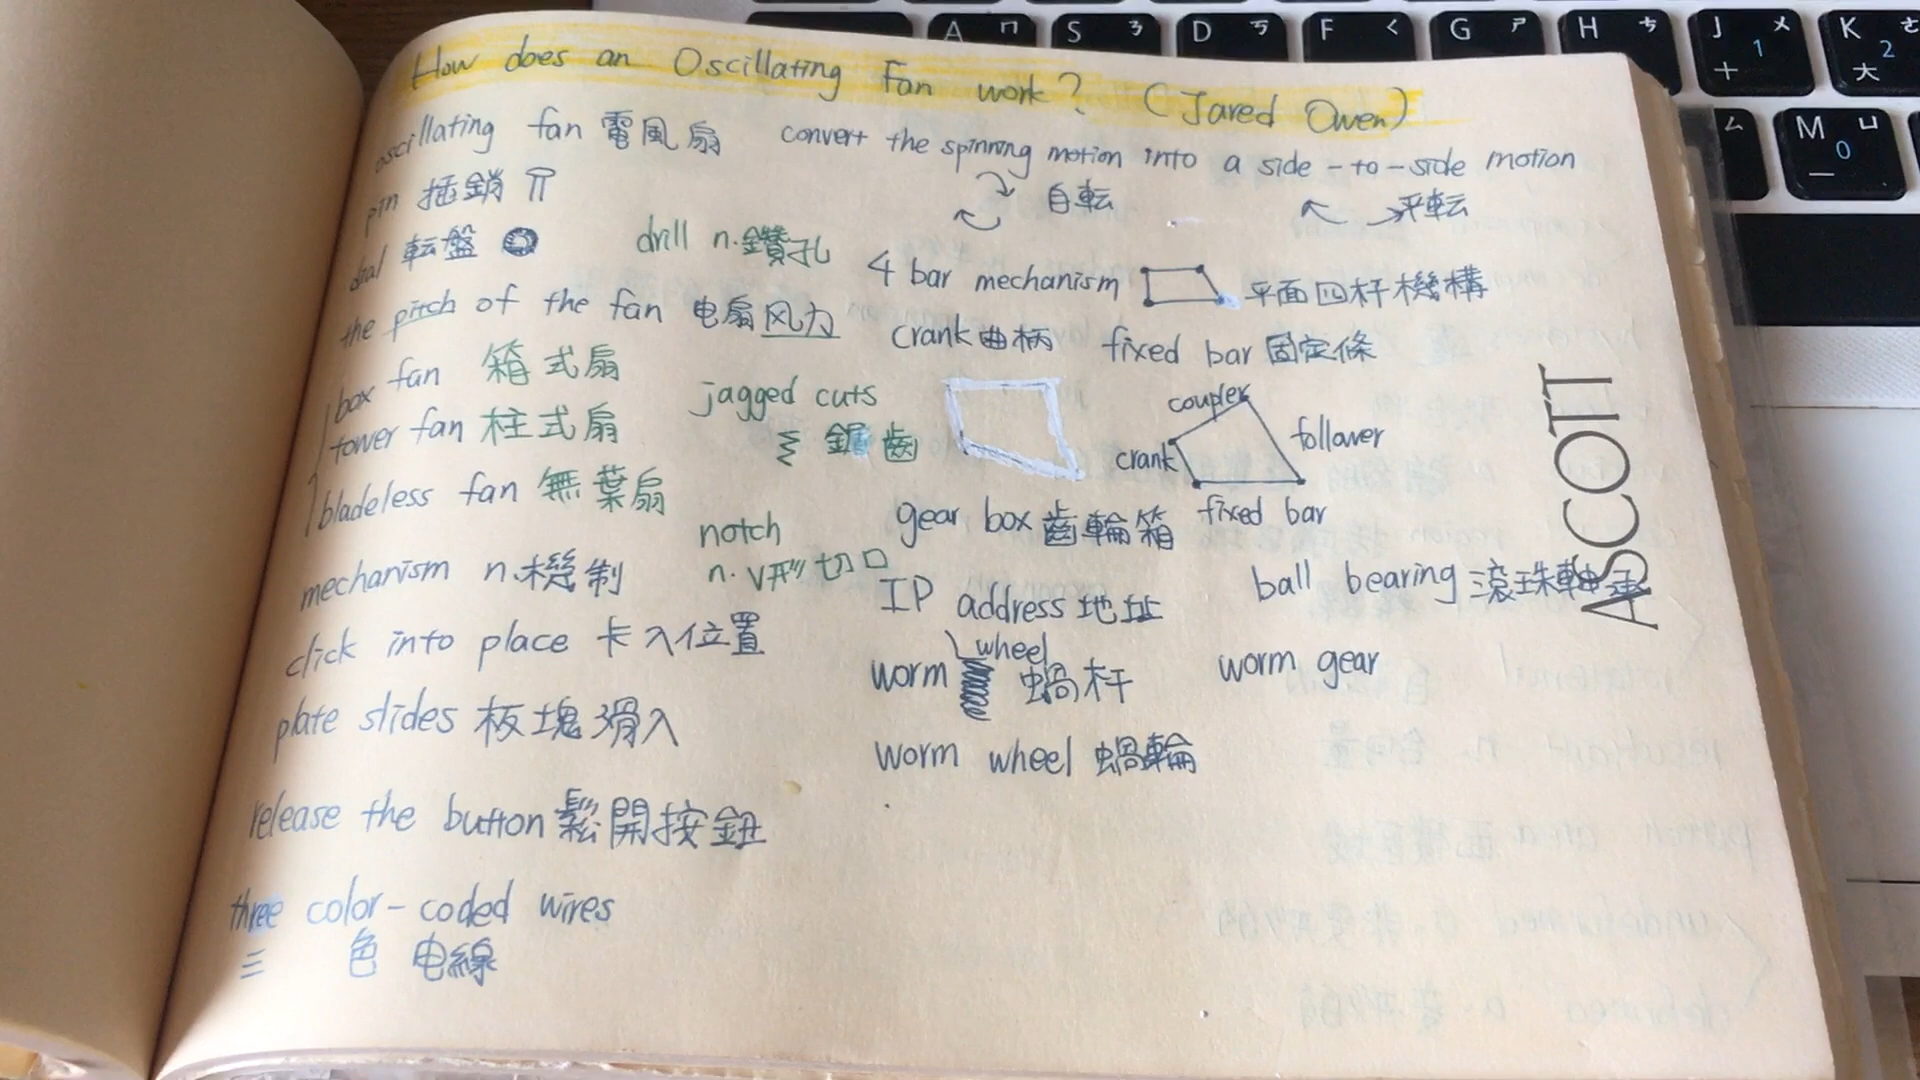 How does an Oscillating Fan work? (Jared Owen)
oscillating fan 電風扇
pin 插銷
dial 転盤
the pitch of the fan 电扇风力
box fan 箱式扇
tower fan 柱式扇
bladeless fan 無葉扇
mechanism n.機制
click into place 卡入位置
plate slides 板塊滑入
release the button 鬆開按鈕
three color-coded wires
三 色 电線
drill n.鑽孔
jagged cuts
鋸齒
notch
n. V形切口
convert the spinning motion into a side-to-side motion
自転 平転
4 bar mechanism 平面四杆機構
crank 曲柄 fixed bar 固定條
coupler
crank follower
fixed bar
gear box 齒輪箱
IP address 地址
ball bearing 滾珠軸承
wheel
worm 蝸杆 worm gear
worm wheel 蝸輪
ASCOT
A ㄇ S ㄋ D ㄎ F ㄑ G ㄕ H ㄘ J ㄨ 1 十 K ㄜ 2 大
ㄙ M ㄩ 0 一